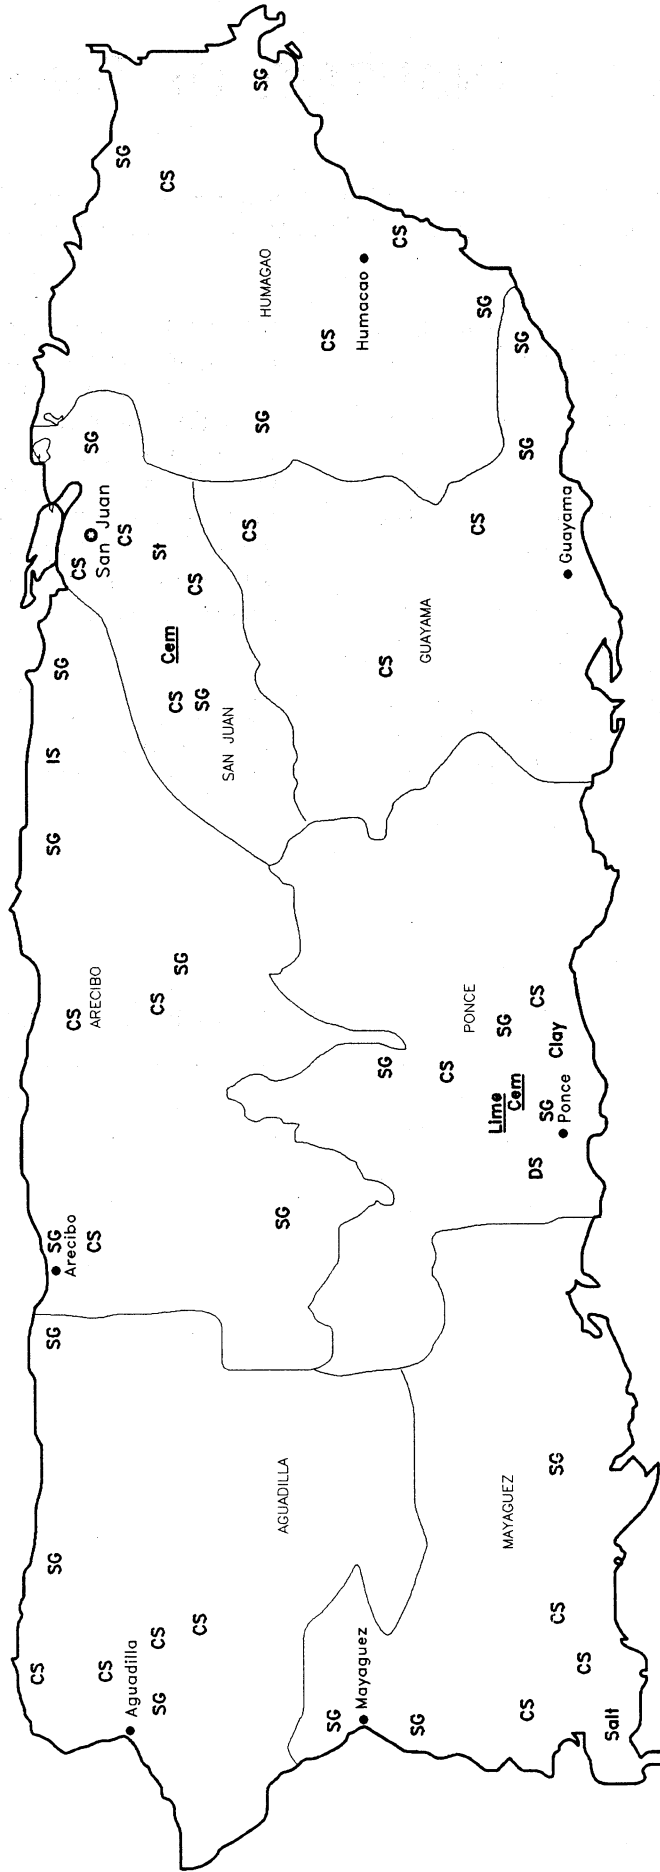 CS
SG
SG
SG
SG
IS
SG
Arecibo
CS
CS
SG
CS
ARECIBO
San Juan
CS
CS
SG
Aguadilla
SG
CS
CS
St
CS
Cem
CS
SG
CS
SG
CS
SAN JUAN
CS
SG
HUMAGAO
SG
AGUADILLA
SG
CS
SG
Mayaguez
Humacao
SG
CS
CS
SG
GUAYAMA
CS
PONCE
CS
SG
Lime
SG
MAYAGUEZ
Cem
CS
SG
SG
DS
CS
SG
Clay
SG
CS
Ponce
Guayama
CS
Salt